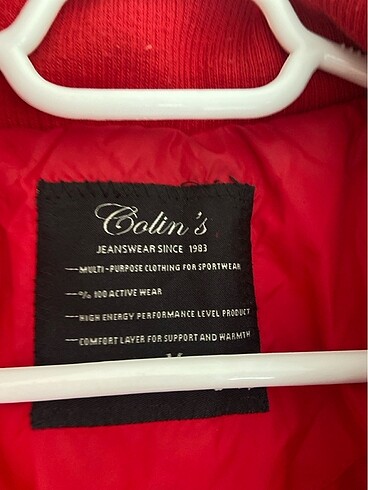 Colin's
JEANSWEAR SINCE 1983
—MULTI-PURPOSE CLOTHING FOR SPORTWEAR
—% 100 ACTIVE WEAR
—HIGH ENERGY PERFORMANCE LEVEL PRODUCT
—COMFORT LAYER FOR SUPPORT AND WARMTH